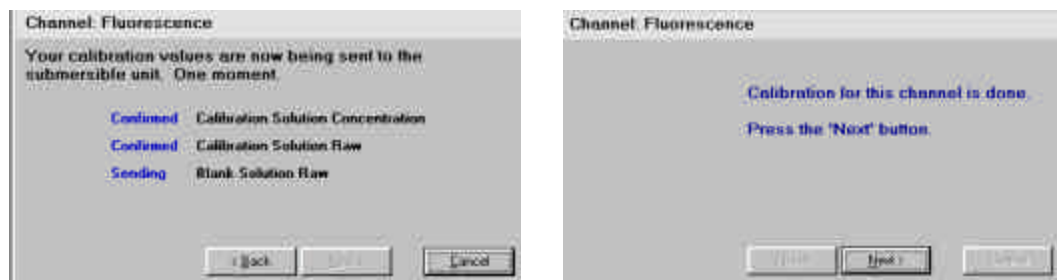 Channel: Fluorescence
Your calibration values are now being sent to the
submersible unit. One moment.
Confirmed Calibration Solution Concentration
Confirmed Calibration Solution Raw
Sending Blank Solution Raw
< Back
Cancel
Channel: Fluorescence
Calibration for this channel is done.
Press the 'Next' button.
Next >